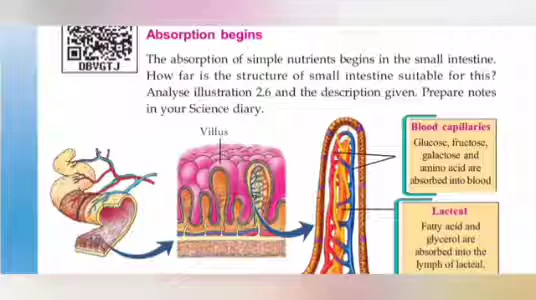 Absorption begins
DBVGTJ
The absorption of simple nutrients begins in the small intestine.
How far is the structure of small intestine suitable for this?
Analyse illustration 2.6 and the description given. Prepare notes
in your Science diary.
Villus
Blood capillaries
Glucose, fructose,
galactose and
amino acid are
absorbed into blood
Lacteal
Fatty acid and
glycerol are
absorbed into the
lymph of lacteal.